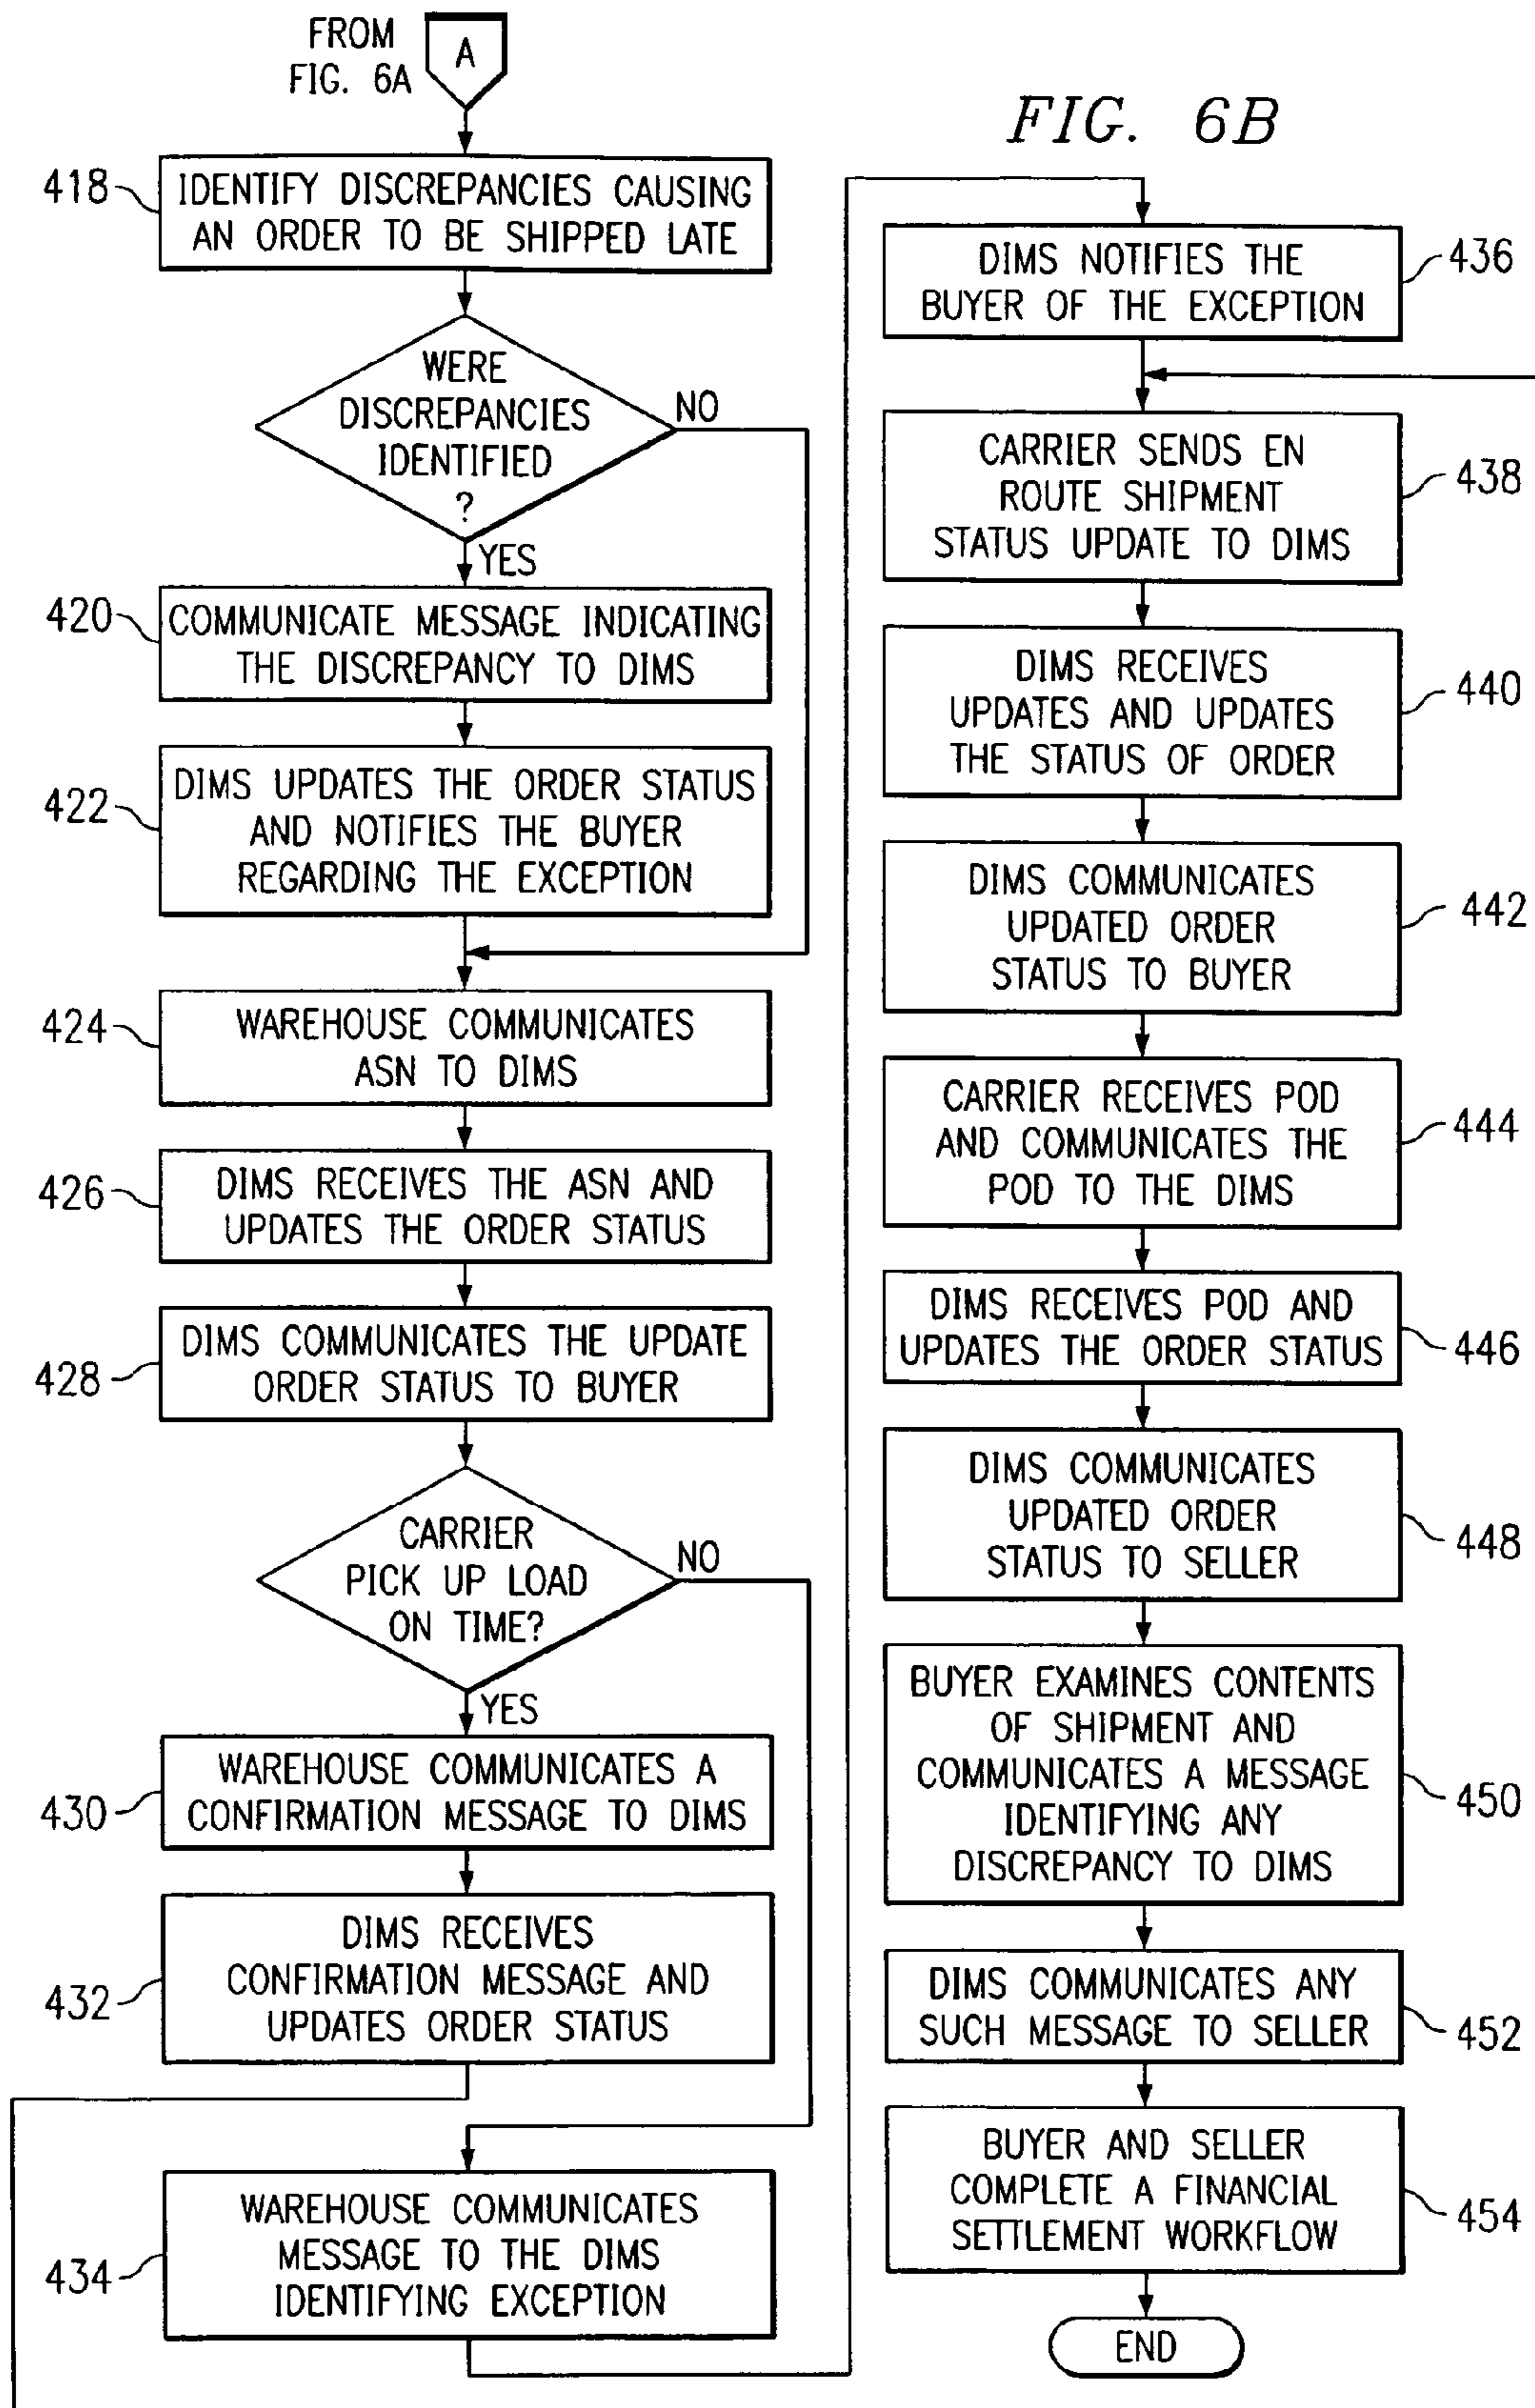 FROM
FIG. 6A
A
FIG. 6B
418
IDENTIFY DISCREPANCIES CAUSING
AN ORDER TO BE SHIPPED LATE
WERE
DISCREPANCIES
IDENTIFIED
?
NO
YES
420
COMMUNICATE MESSAGE INDICATING
THE DISCREPANCY TO DIMS
422
DIMS UPDATES THE ORDER STATUS
AND NOTIFIES THE BUYER
REGARDING THE EXCEPTION
424
WAREHOUSE COMMUNICATES
ASN TO DIMS
426
DIMS RECEIVES THE ASN AND
UPDATES THE ORDER STATUS
428
DIMS COMMUNICATES THE UPDATE
ORDER STATUS TO BUYER
CARRIER
PICK UP LOAD
ON TIME?
NO
YES
430
WAREHOUSE COMMUNICATES A
CONFIRMATION MESSAGE TO DIMS
432
DIMS RECEIVES
CONFIRMATION MESSAGE AND
UPDATES ORDER STATUS
434
WAREHOUSE COMMUNICATES
MESSAGE TO THE DIMS
IDENTIFYING EXCEPTION
DIMS NOTIFIES THE
BUYER OF THE EXCEPTION
436
CARRIER SENDS EN
ROUTE SHIPMENT
STATUS UPDATE TO DIMS
438
DIMS RECEIVES
UPDATES AND UPDATES
THE STATUS OF ORDER
440
DIMS COMMUNICATES
UPDATED ORDER
STATUS TO BUYER
442
CARRIER RECEIVES POD
AND COMMUNICATES THE
POD TO THE DIMS
444
DIMS RECEIVES POD AND
UPDATES THE ORDER STATUS
446
DIMS COMMUNICATES
UPDATED ORDER
STATUS TO SELLER
448
BUYER EXAMINES CONTENTS
OF SHIPMENT AND
COMMUNICATES A MESSAGE
IDENTIFYING ANY
DISCREPANCY TO DIMS
450
DIMS COMMUNICATES ANY
SUCH MESSAGE TO SELLER
452
BUYER AND SELLER
COMPLETE A FINANCIAL
SETTLEMENT WORKFLOW
454
END